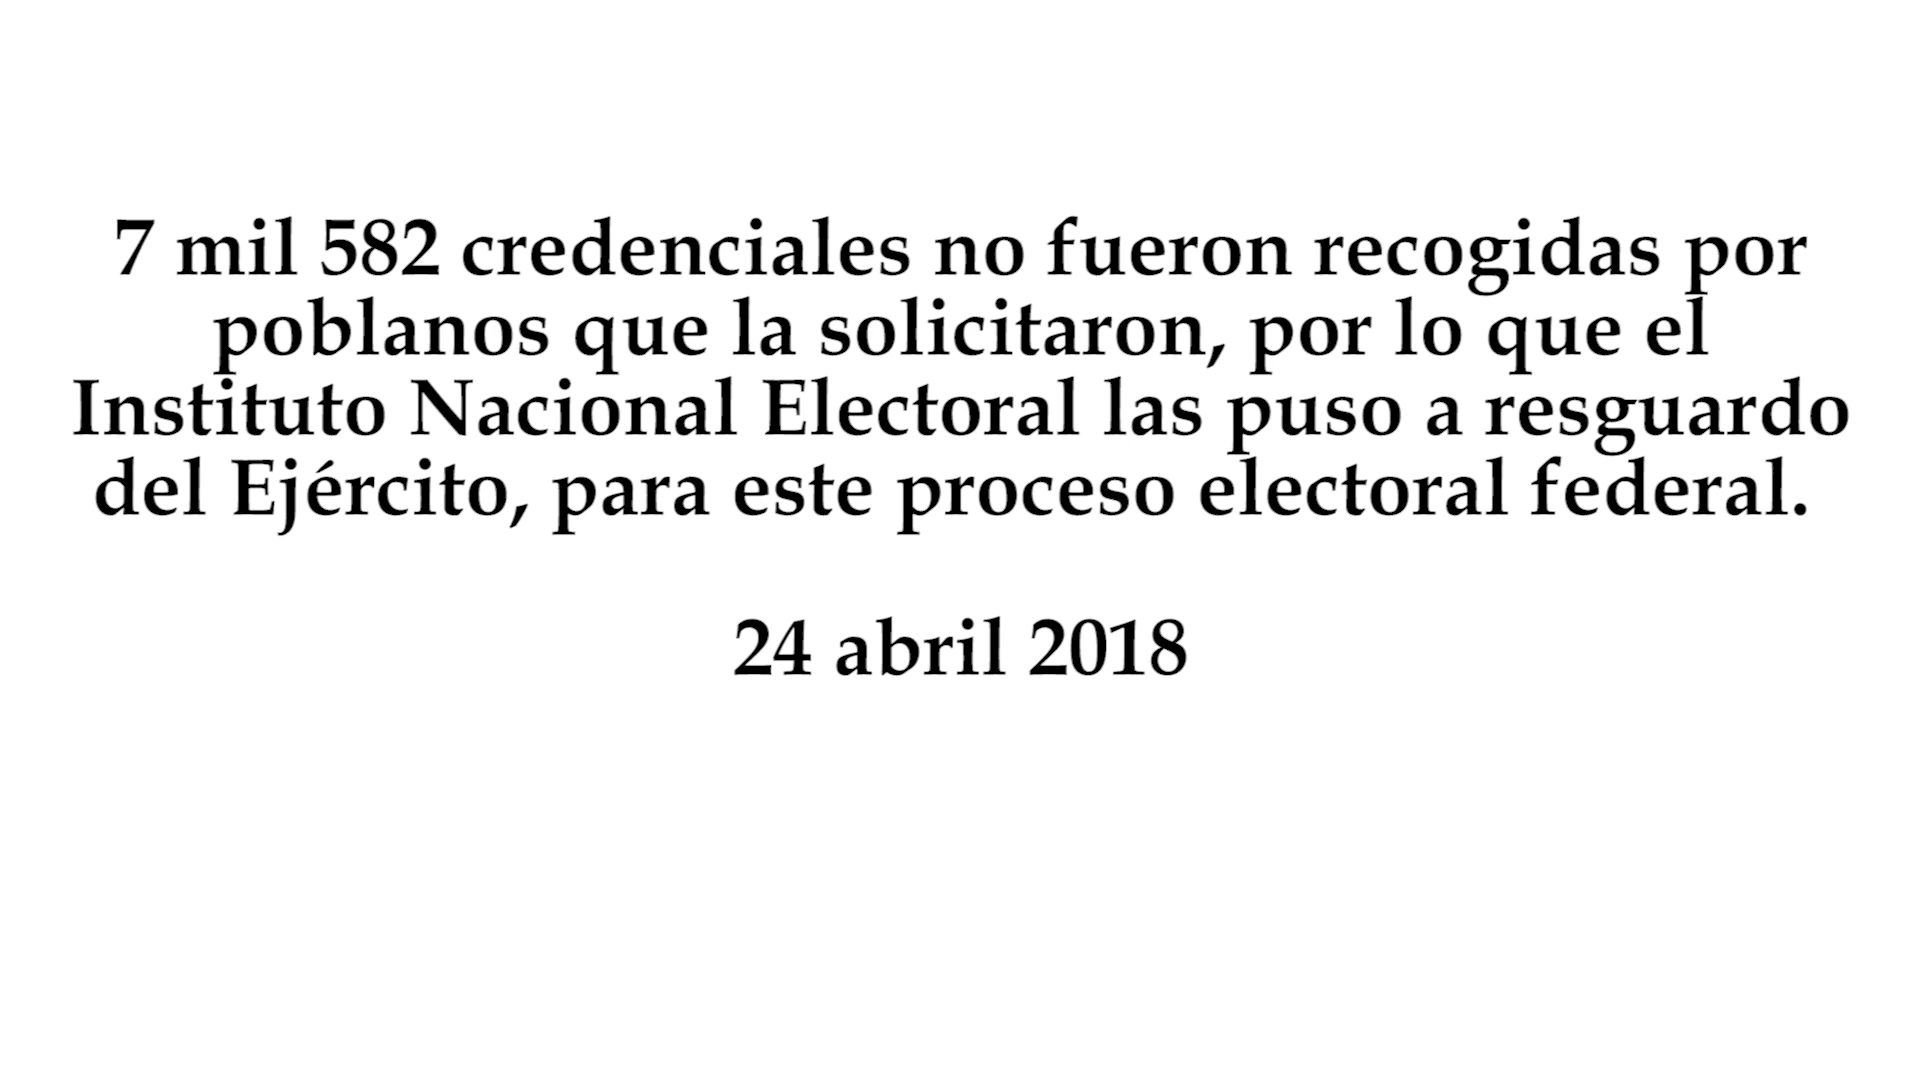 7 mil 582 credenciales no fueron recogidas por
poblanos que la solicitaron, por lo que el
Instituto Nacional Electoral las puso a resguardo
del Ejército, para este proceso electoral federal.
24 abril 2018